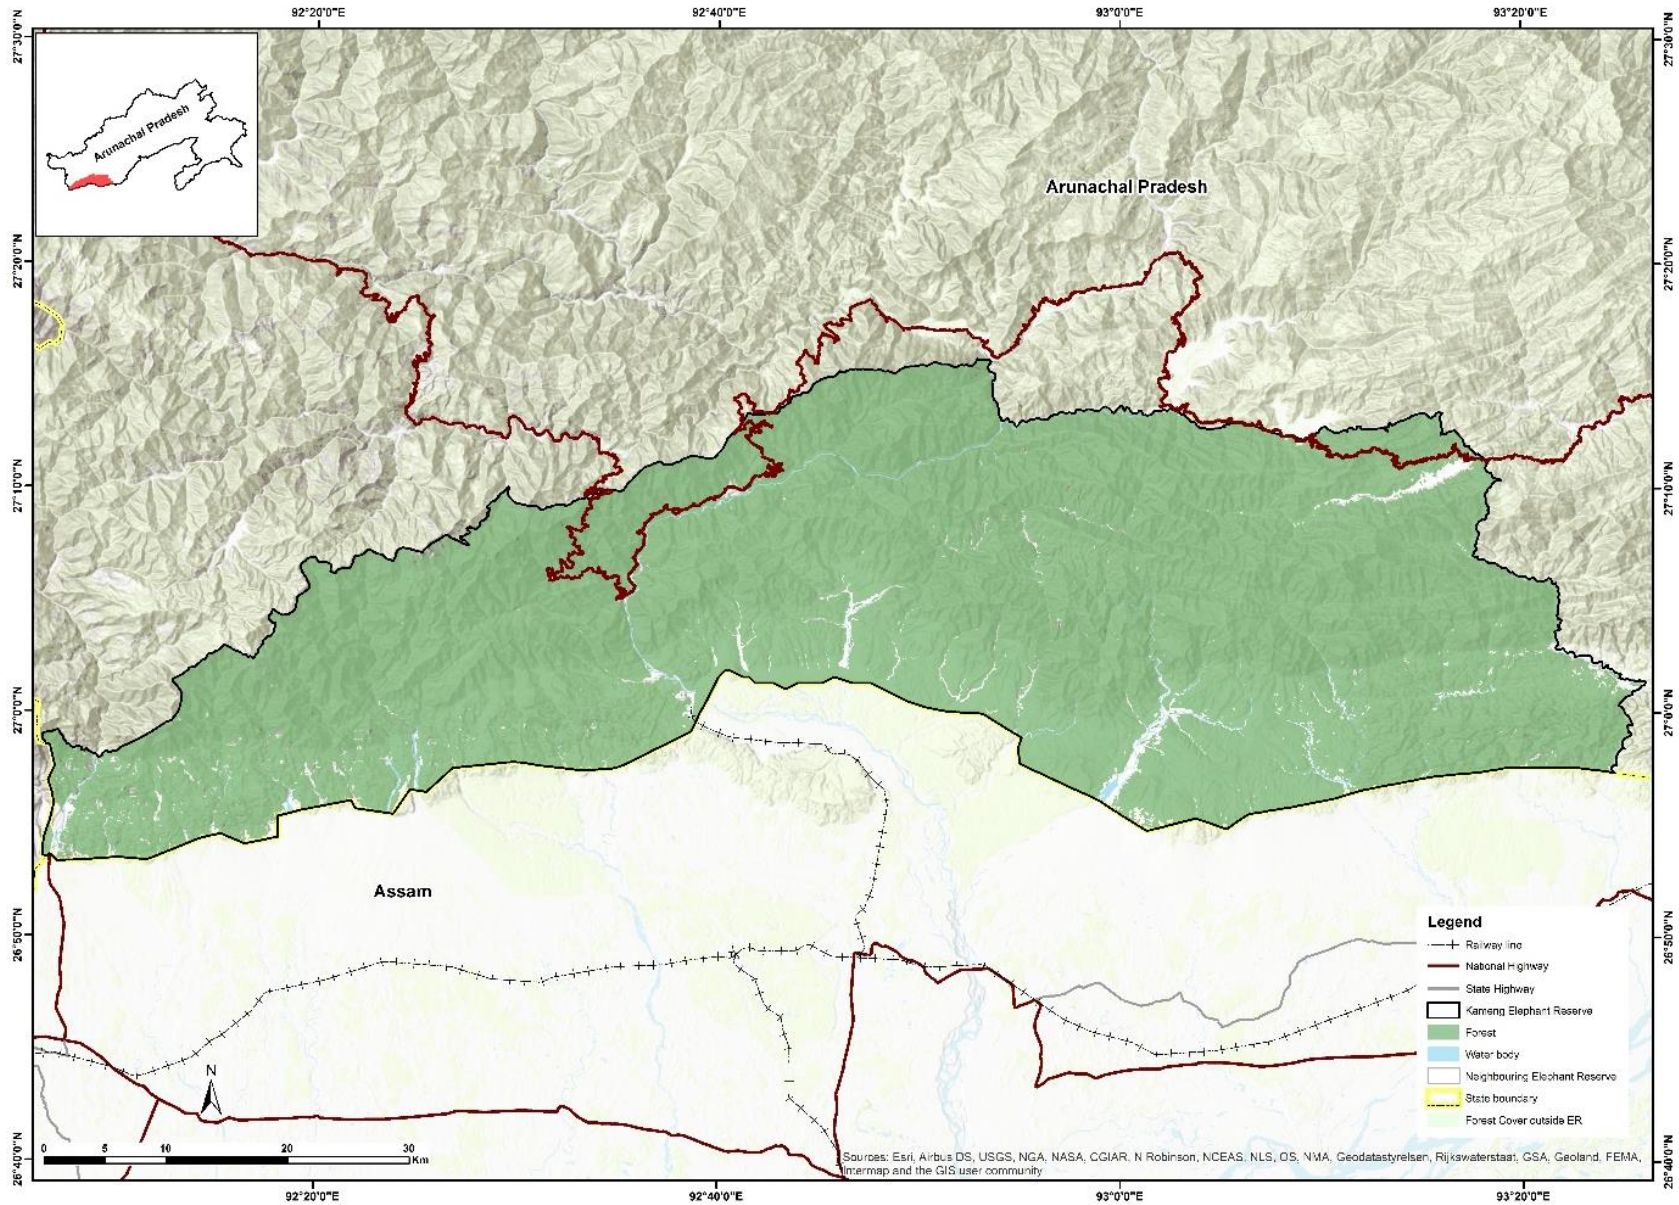 92°20'0"E 92°40'0"E 93°0'0"E 93°20'0"E
27°30'0"N 27°30'0"N
Arunachal Pradesh
Arunachal Pradesh
27°20'0"N 27°20'0"N
27°10'0"N 27°10'0"N
27°0'0"N 27°0'0"N
Assam
26°50'0"N 26°50'0"N
Legend
Railway line
National Highway
State Highway
Kameng Elephant Reserve
Forest
Water body
Neighbouring Elephant Reserve
State boundary
Forest Cover outside ER
N
0 5 10 20 30
Km
Sources: Esri, Airbus DS, USGS, NGA, NASA, CGIAR, N Robinson, NCEAS, NLS, OS, NMA, Geodatastyrelsen, Rijkswaterstaat, GSA, Geoland, FEMA,
Intermap and the GIS user community
26°40'0"N 26°40'0"N
92°20'0"E 92°40'0"E 93°0'0"E 93°20'0"E